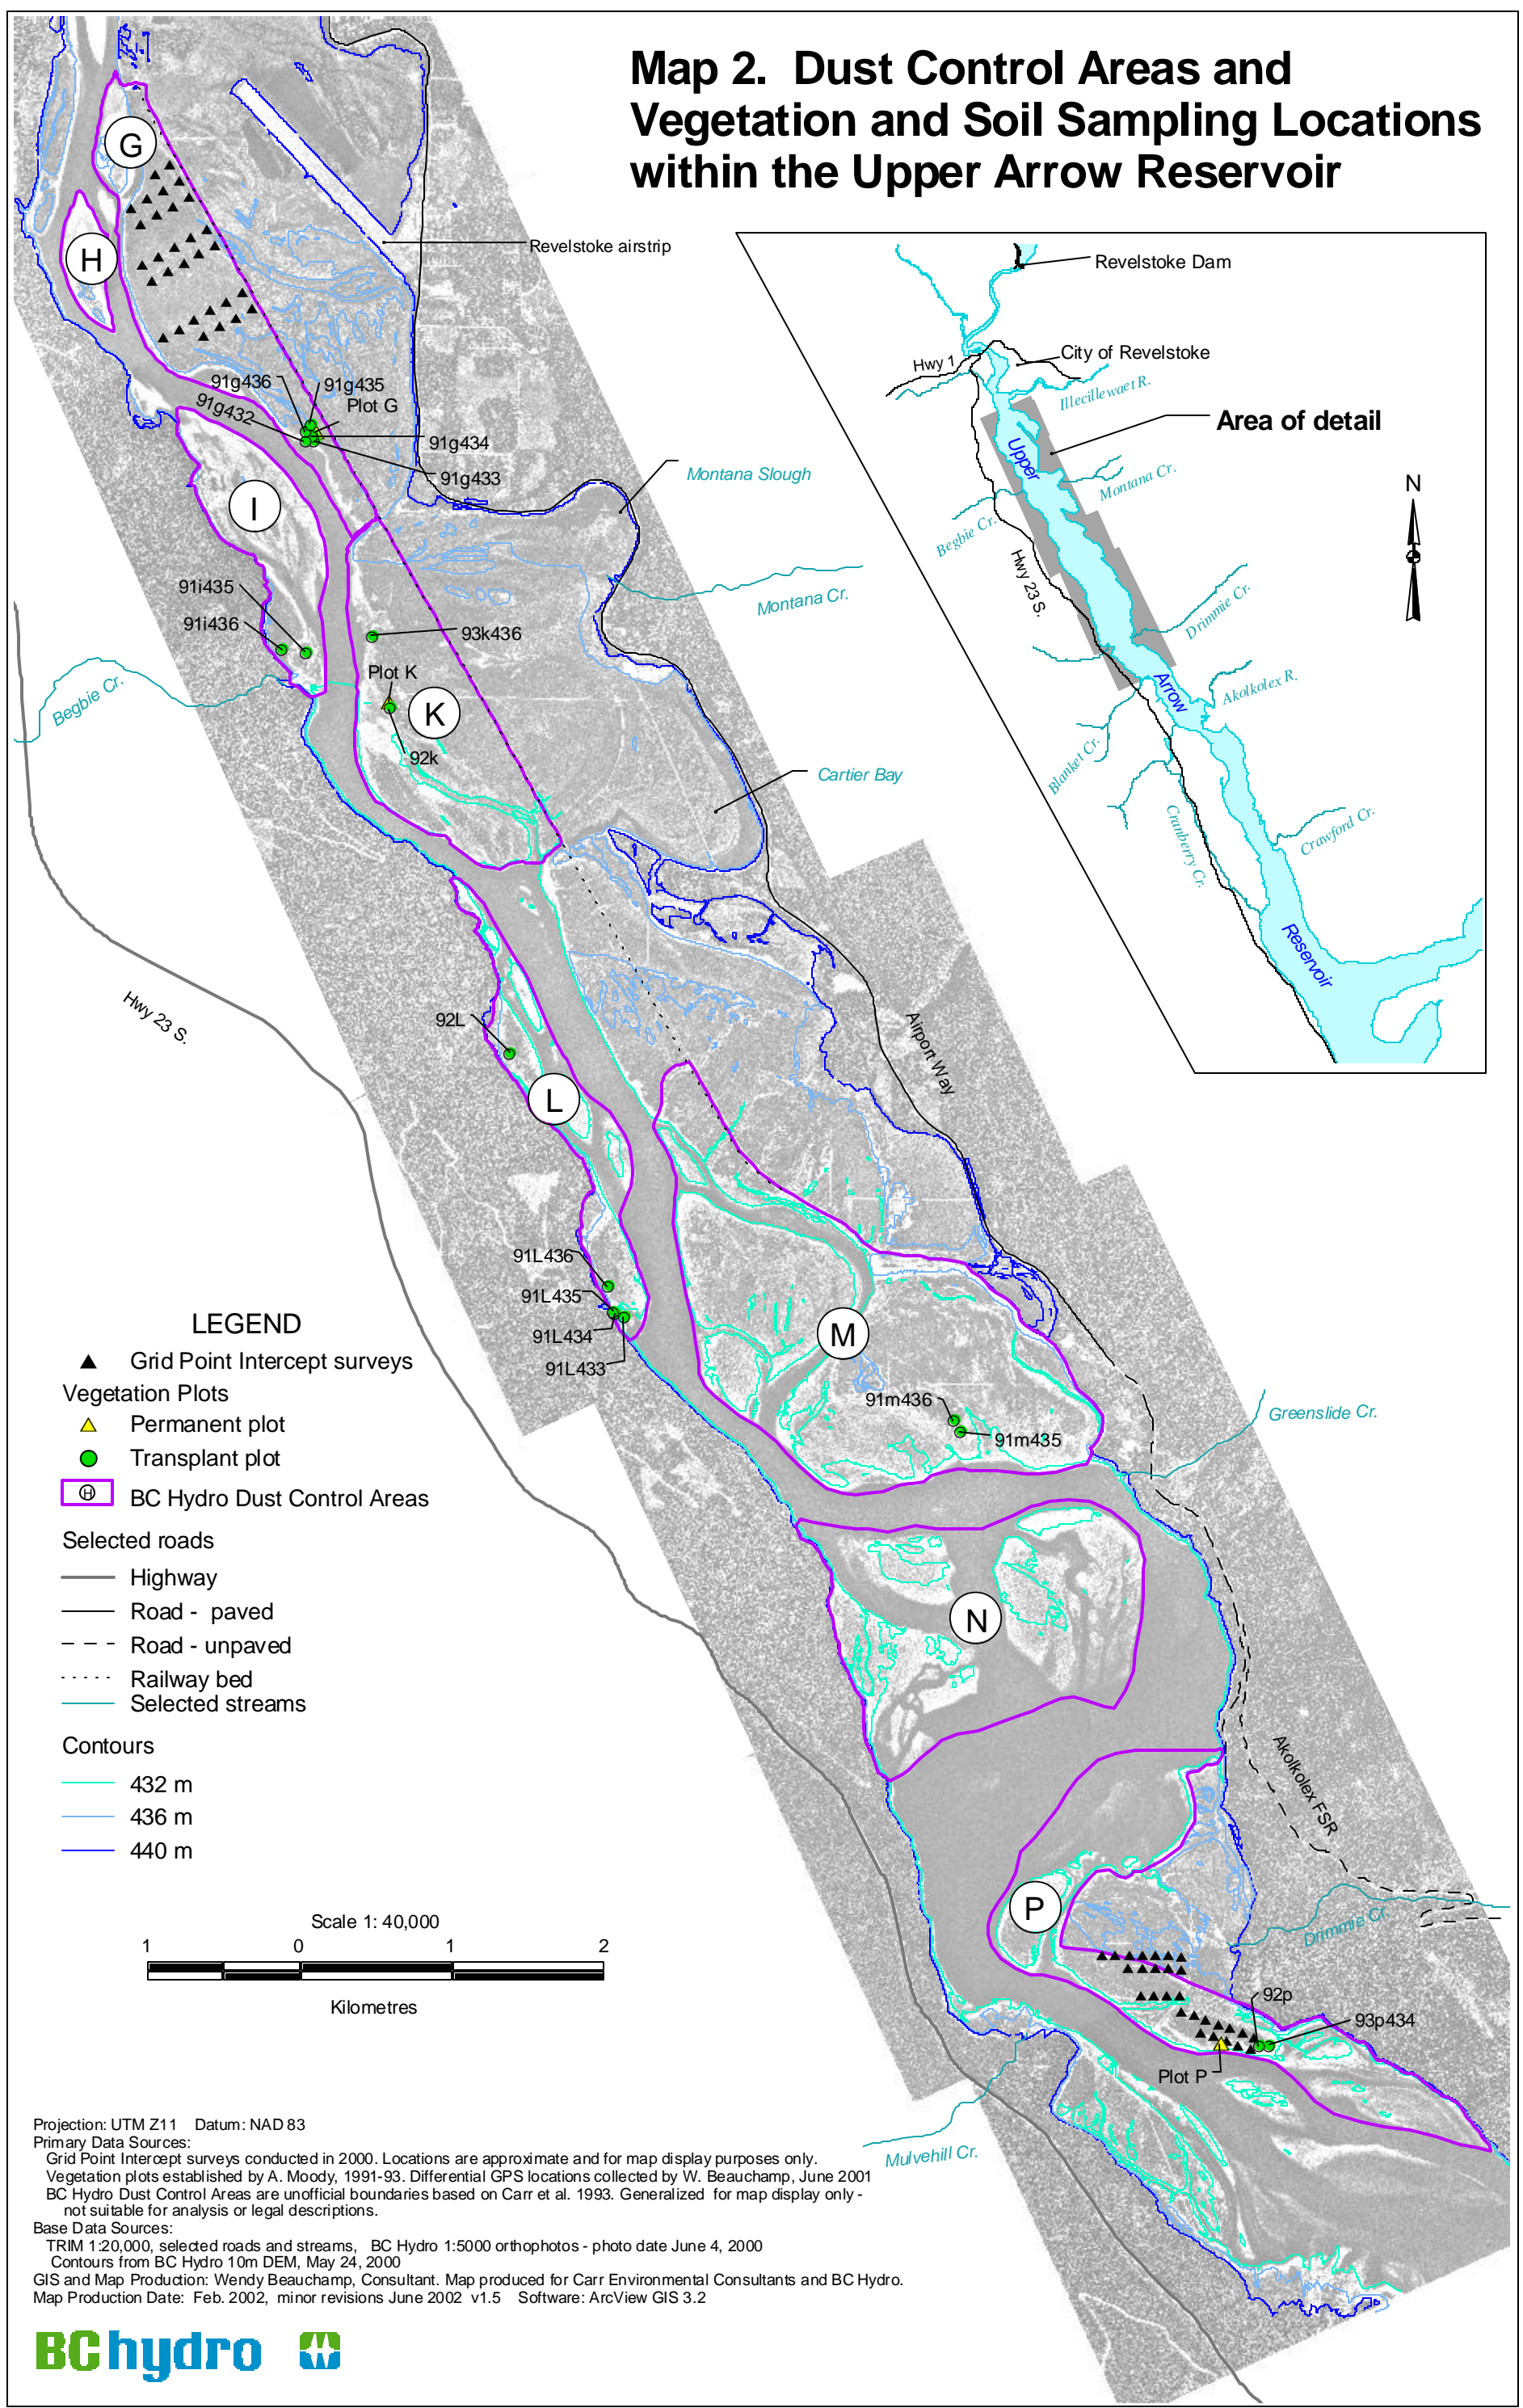 Map 2. Dust Control Areas and
Vegetation and Soil Sampling Locations
within the Upper Arrow Reservoir
G
H
Revelstoke airstrip
91g436
91g435
Plot G
91g432
91g434
91g433
I
Montana Slough
Montana Cr.
91i435
91i436
93k436
Plot K
K
92k
Begbie Cr.
Cartier Bay
Hwy 23 S.
92L
L
Airport Way
91L436
91L435
91L434
91L433
M
91m436
91m435
Greenslide Cr.
N
Akolkolex FSR
P
Drimmie Cr.
92p
93p434
Plot P
Mulvehill Cr.
Revelstoke Dam
City of Revelstoke
Hwy 1
Illecillewaet R.
Area of detail
Upper
Montana Cr.
Begbie Cr.
Hwy 23 S.
Drimmie Cr.
Arrow
Akolkolex R.
Blanket Cr.
Cranberry Cr.
Crawford Cr.
Reservoir
N
LEGEND
Grid Point Intercept surveys
Vegetation Plots
Permanent plot
Transplant plot
H BC Hydro Dust Control Areas
Selected roads
Highway
Road - paved
Road - unpaved
Railway bed
Selected streams
Contours
432 m
436 m
440 m
Scale 1: 40,000
1 0 1 2
Kilometres
Projection: UTM Z11 Datum: NAD 83
Primary Data Sources:
Grid Point Intercept surveys conducted in 2000. Locations are approximate and for map display purposes only.
Vegetation plots established by A. Moody, 1991-93. Differential GPS locations collected by W. Beauchamp, June 2001
BC Hydro Dust Control Areas are unofficial boundaries based on Carr et al. 1993. Generalized for map display only -
not suitable for analysis or legal descriptions.
Base Data Sources:
TRIM 1:20,000, selected roads and streams, BC Hydro 1:5000 orthophotos - photo date June 4, 2000
Contours from BC Hydro 10m DEM, May 24, 2000
GIS and Map Production: Wendy Beauchamp, Consultant. Map produced for Carr Environmental Consultants and BC Hydro.
Map Production Date: Feb. 2002, minor revisions June 2002 v1.5 Software: ArcView GIS 3.2
BC hydro